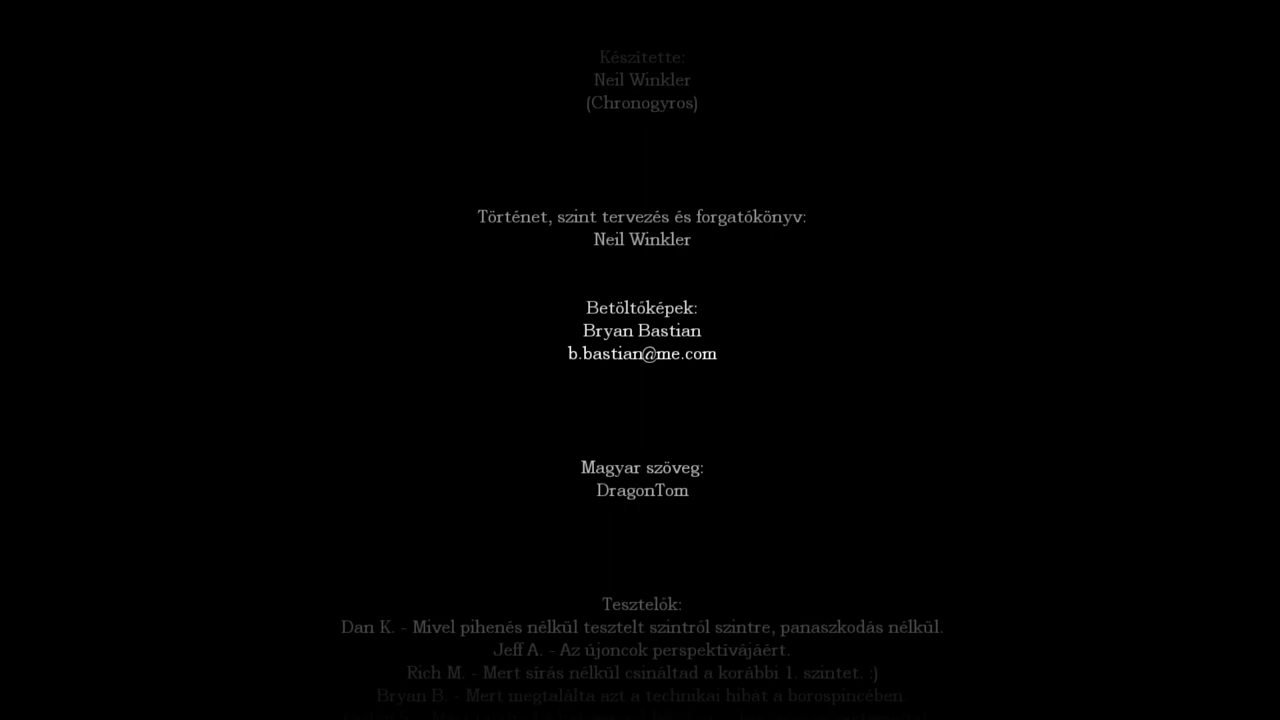 Készítette:
Neil Winkler
(Chronogyros)
Történet, szint tervezés és forgatókönyv:
Neil Winkler
Betöltőképek:
Bryan Bastian
b.bastian@me.com
Magyar szöveg:
DragonTom
Tesztelők:
Dan K. - Mivel pihenés nélkül tesztelt szintről szintre, panaszkodás nélkül.
Jeff A. - Az újoncok perspektívájáért.
Rich M. - Mert sírás nélkül csináltad a korábbi 1. szintet. :)
Bryan B. - Mert megtalálta azt a technikai hibát a borospincében.